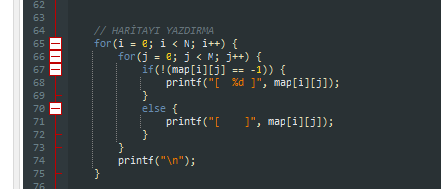 62
63
64 // HARİTAYI YAZDIRMA
65 for(i = 0; i < N; i++) {
66 for(j = 0; j < M; j++) {
67 if(!(map[i][j] == -1)) {
68 printf("[  %d ]", map[i][j]);
69 }
70 else {
71 printf("[    ]", map[i][j]);
72 }
73 }
74 printf("\n");
75 }
76